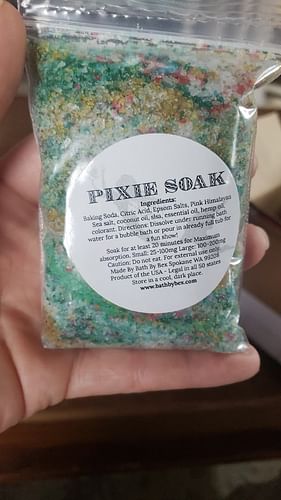 PIXIE SOAK
Ingredients:
Baking Soda, Citric Acid, Epsom Salts, Pink Himalayan
Sea salt, coconut oil, slsa, essential oil, hemp oil,
colorant. Directions: Dissolve under running bath
water for a bubble bath or pour in already full tub for
a fun show!
Soak for at least 20 minutes for Maximum
absorption. Small: 25-100mg Large: 100-200mg
Caution: Do not eat. For external use only.
Made By Bath By Bex Spokane WA 99208
Product of the USA - Legal in all 50 states
Store in a cool, dark place.
www.bathbybex.com